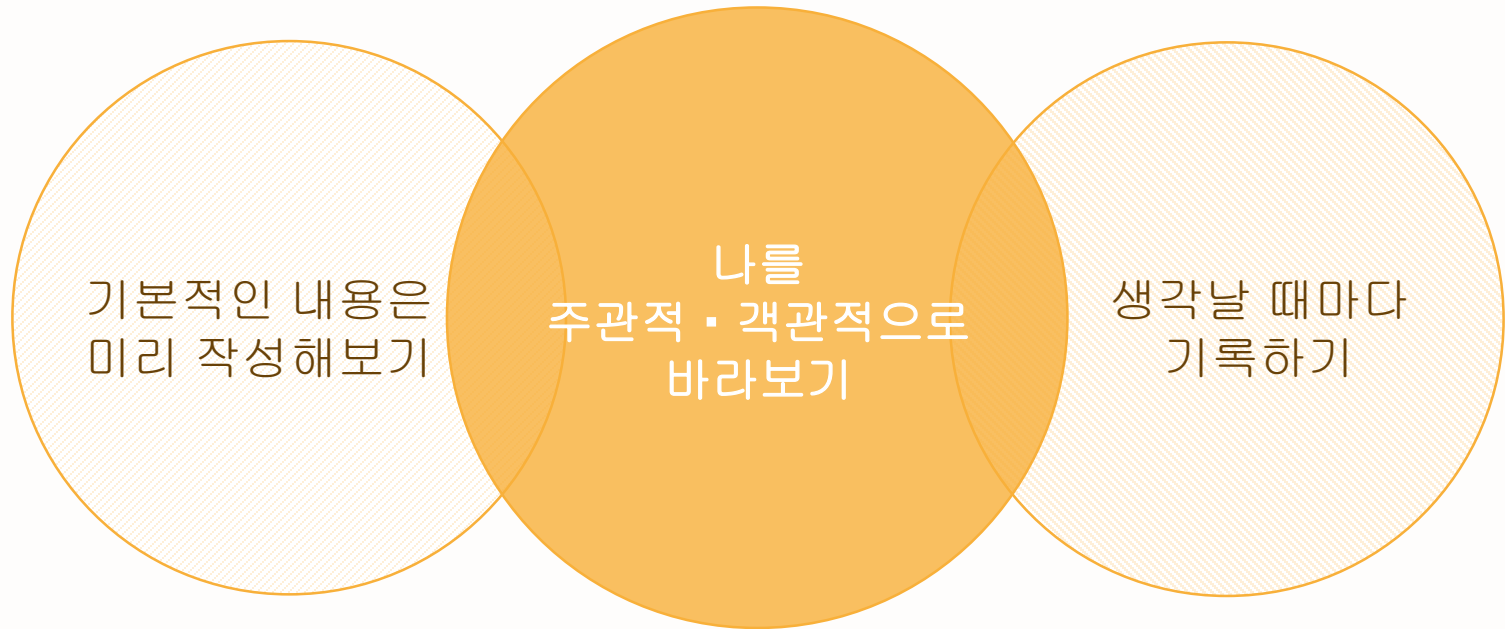 기본적인 내용은
미리 작성해보기
나를
주관적·객관적으로
바라보기
생각날 때마다
기록하기